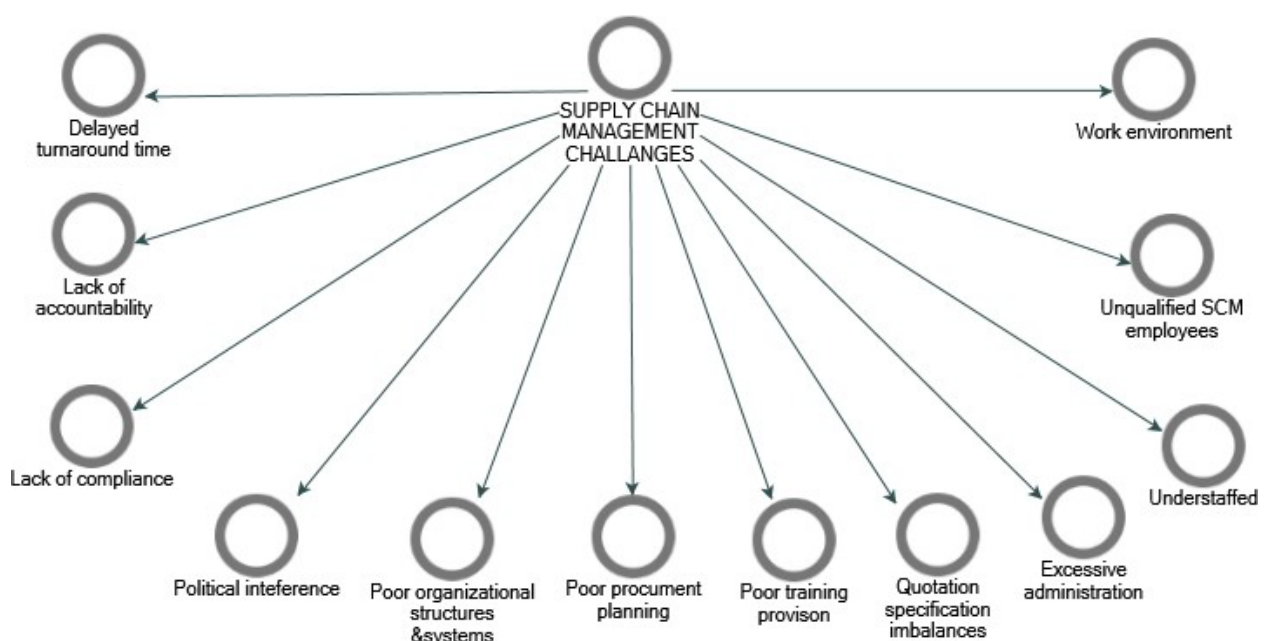 SUPPLY CHAIN
MANAGEMENT
CHALLANGES
Delayed
turnaround time
Work environment
Lack of
accountability
Unqualified SCM
employees
Lack of compliance
Understaffed
Political inteference
Poor organizational
structures
&systems
Poor procument
planning
Poor training
provison
Quotation
specification
imbalances
Excessive
administration